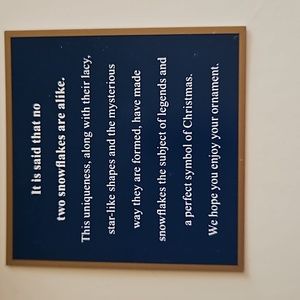 It is said that no
two snowflakes are alike.
This uniqueness, along with their lacy,
star-like shapes and the mysterious
way they are formed, have made
snowflakes the subject of legends and
a perfect symbol of Christmas.
We hope you enjoy your ornament.